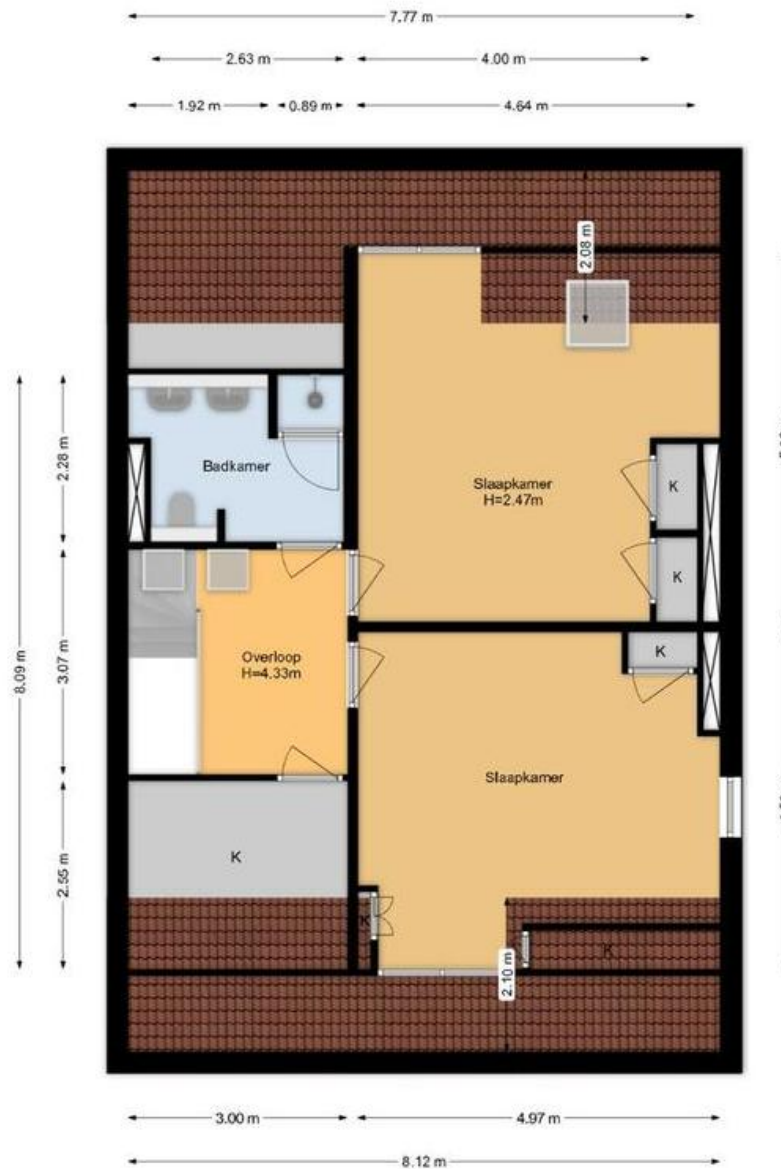 7.77 m
2.63 m
4.00 m
1.92 m
0.89 m
4.64 m
2.08 m
2.28 m
Badkamer
Slaapkamer
H=2.47m
K
K
8.09 m
3.07 m
Overloop
H=4.33m
K
Slaapkamer
2.55 m
K
K
K
2.10 m
3.00 m
4.97 m
8.12 m